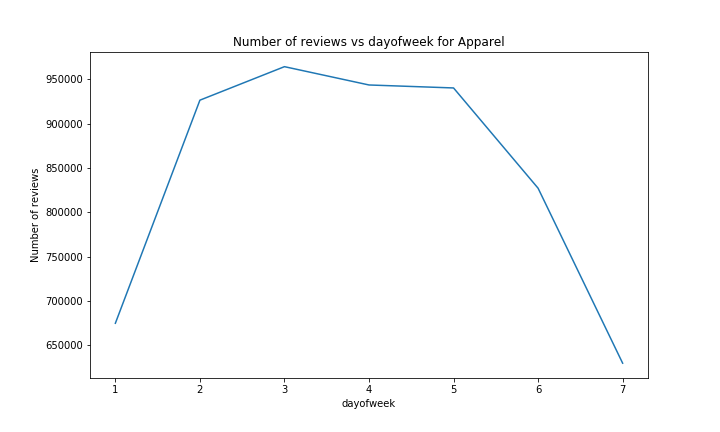 Number of reviews vs dayofweek for Apparel
950000
900000
850000
800000
750000
700000
650000
Number of reviews
1 2 3 4 5 6 7
dayofweek